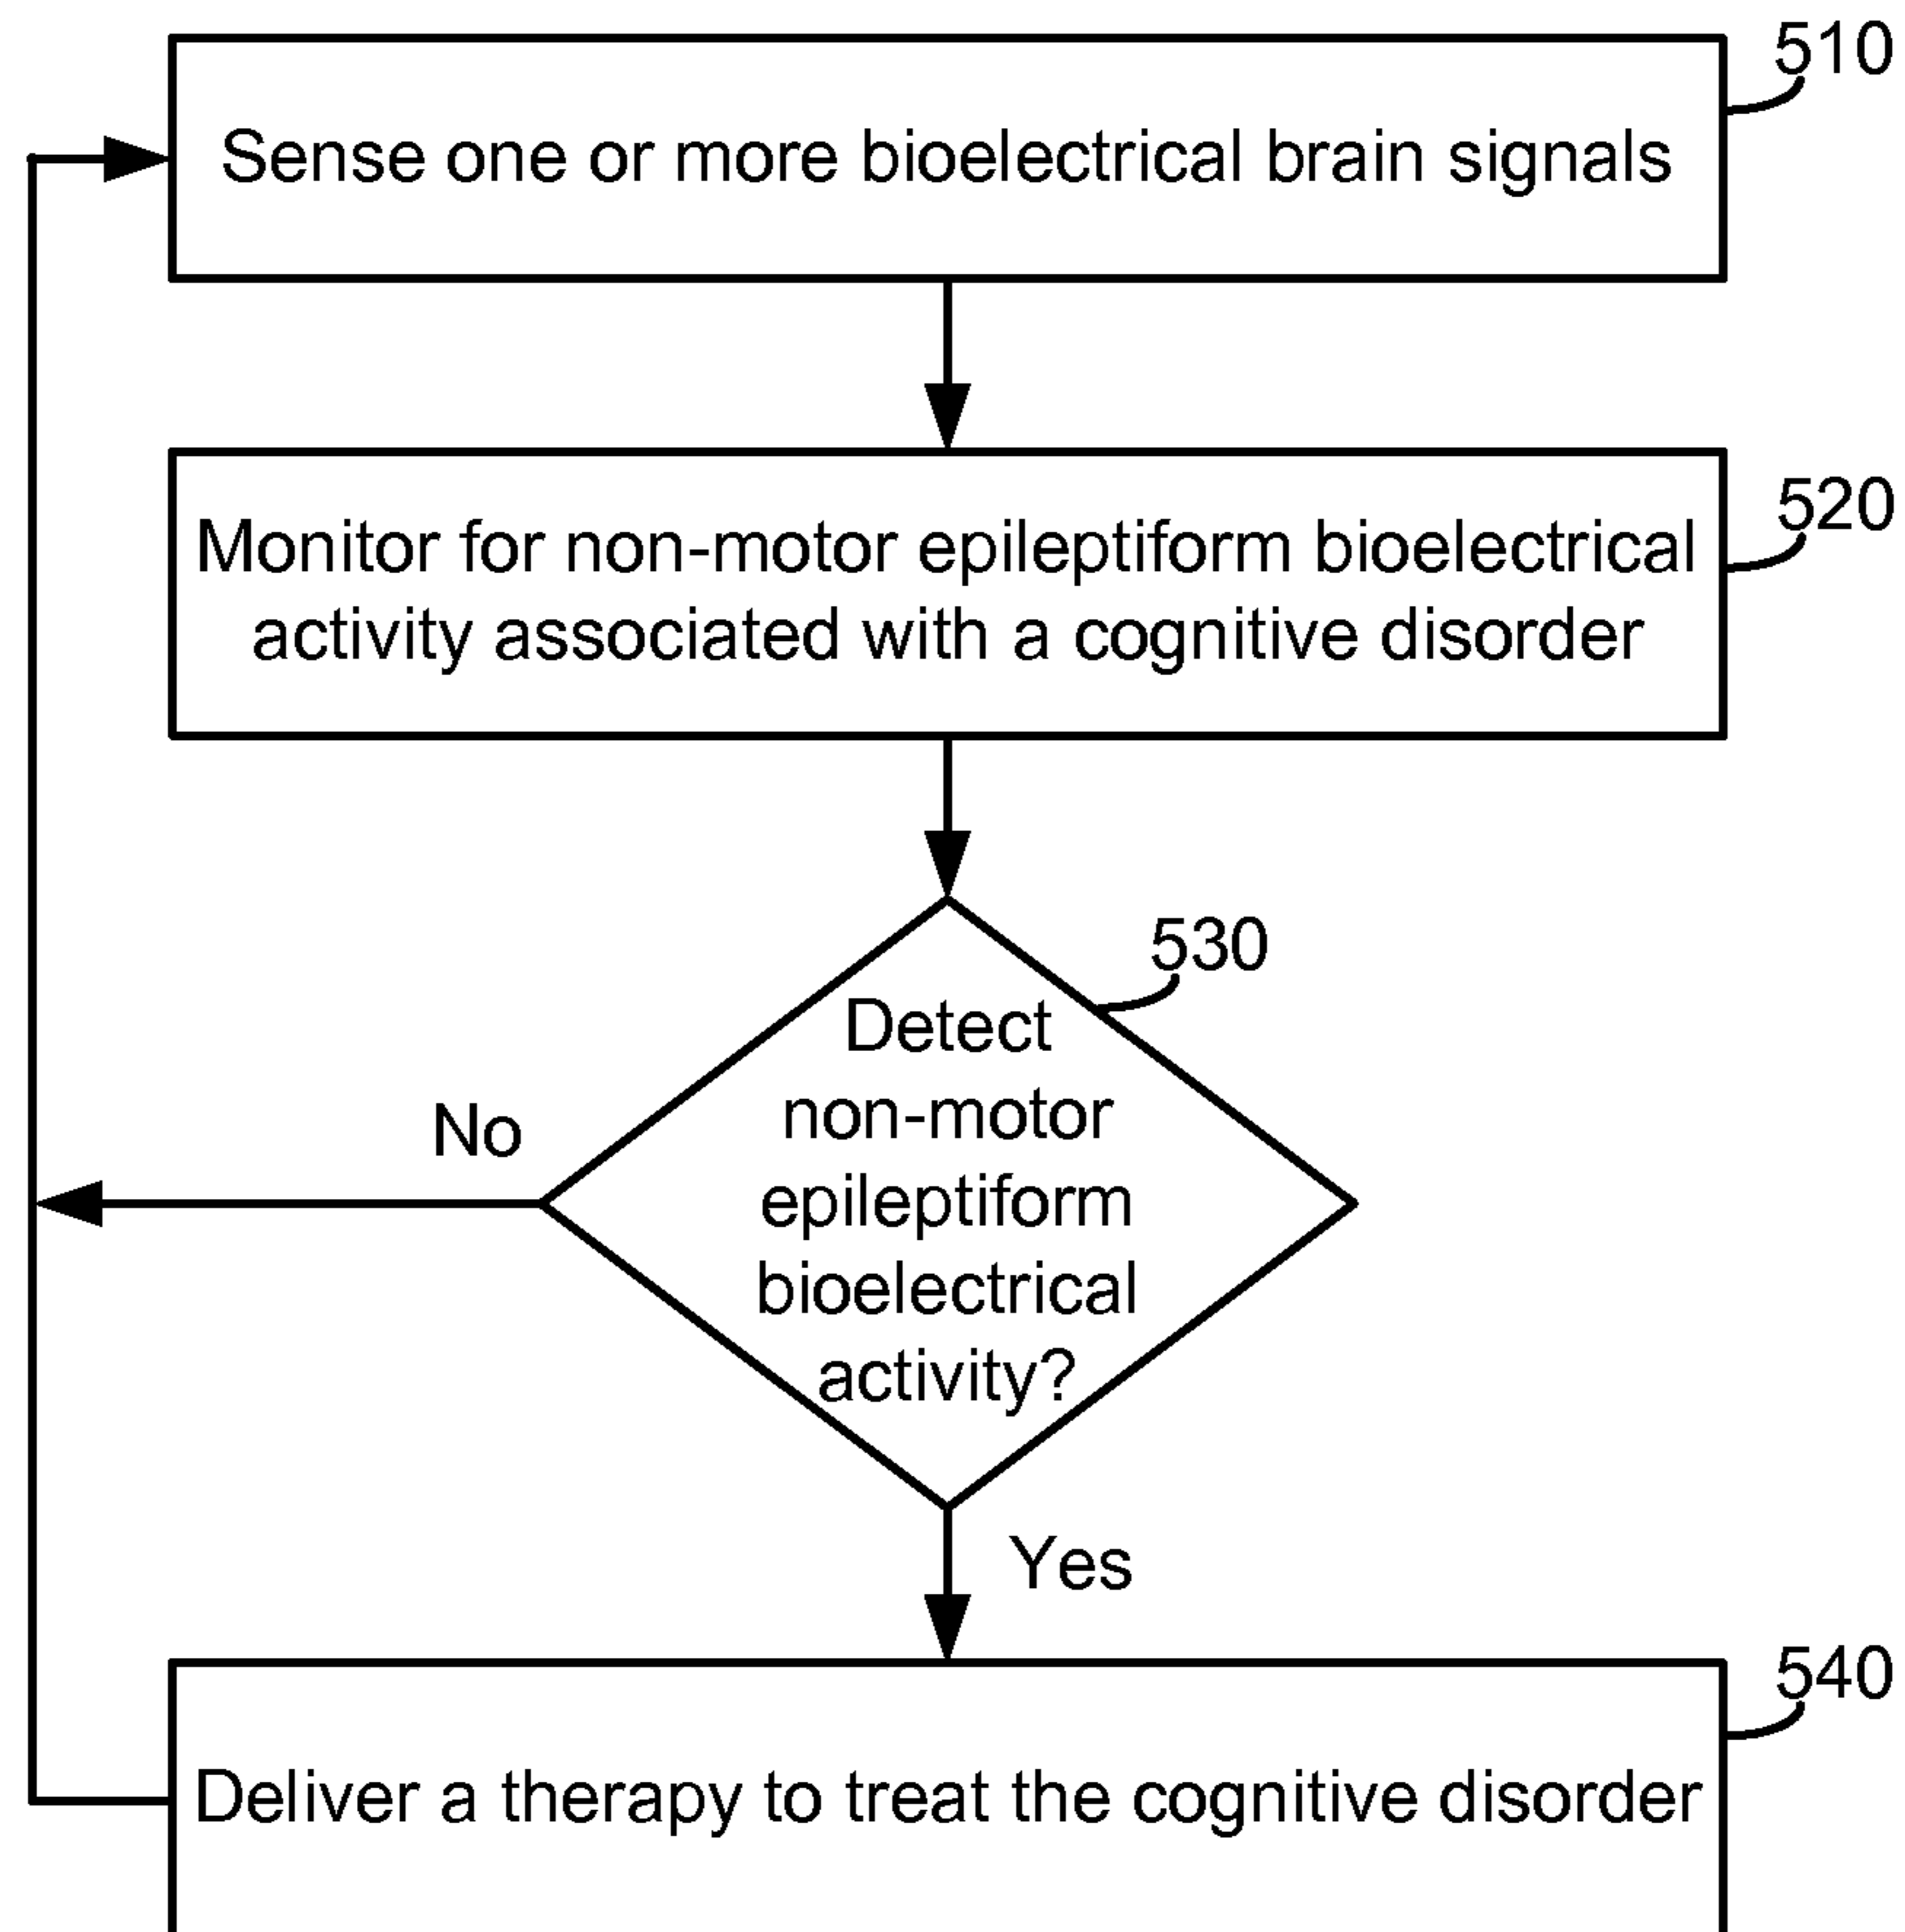 510
Sense one or more bioelectrical brain signals
520
Monitor for non-motor epileptiform bioelectrical
activity associated with a cognitive disorder
530
Detect
non-motor
epileptiform
bioelectrical
activity?
No
Yes
540
Deliver a therapy to treat the cognitive disorder